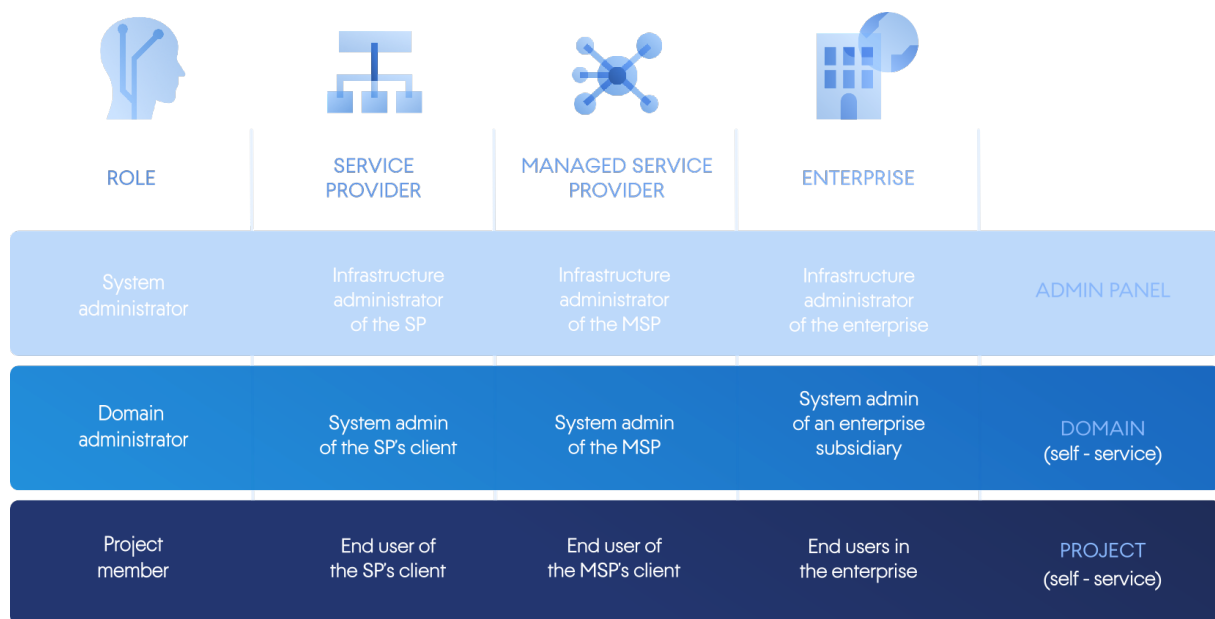 ROLE
SERVICE
PROVIDER
MANAGED SERVICE
PROVIDER
ENTERPRISE
System
administrator
Infrastructure
administrator
of the SP
Infrastructure
administrator
of the MSP
Infrastructure
administrator
of the enterprise
ADMIN PANEL
Domain
administrator
System admin
of the SP's client
System admin
of the MSP
System admin
of an enterprise
subsidiary
DOMAIN
(self - service)
Project
member
End user of
the SP's client
End user of
the MSP's client
End users in
the enterprise
PROJECT
(self - service)